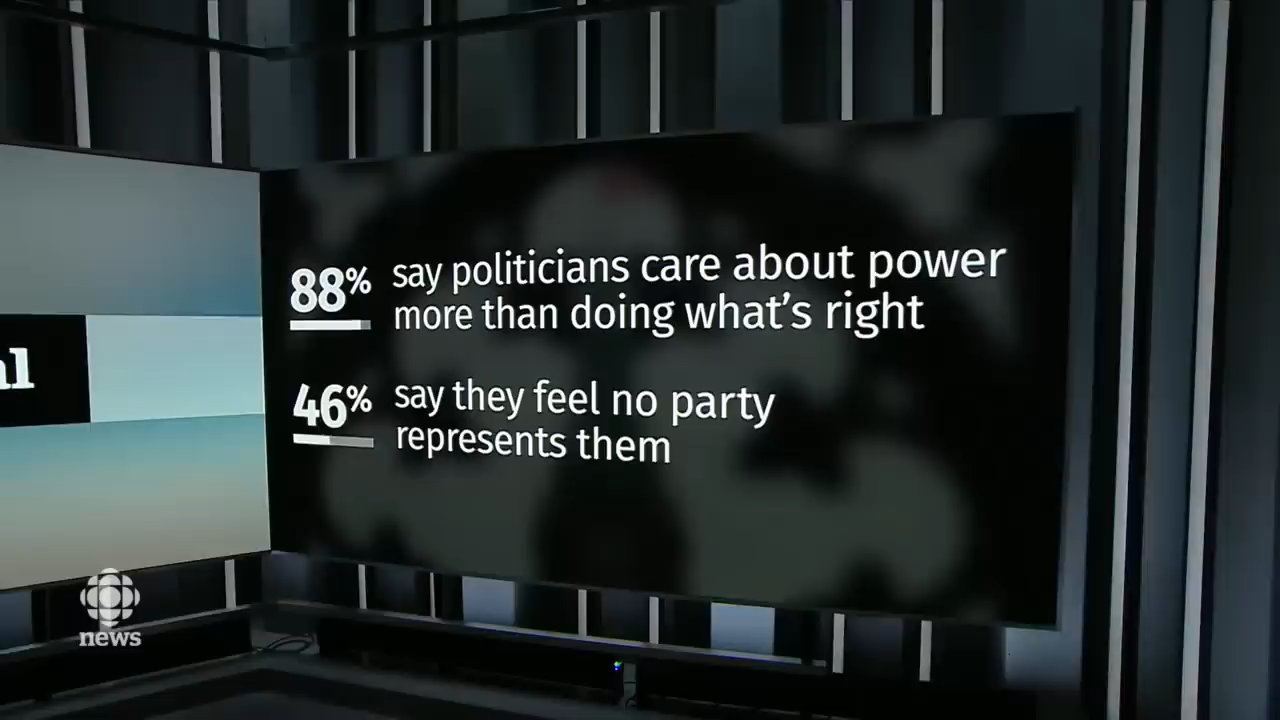 88% say politicians care about power
more than doing what's right
46% say they feel no party
represents them
news